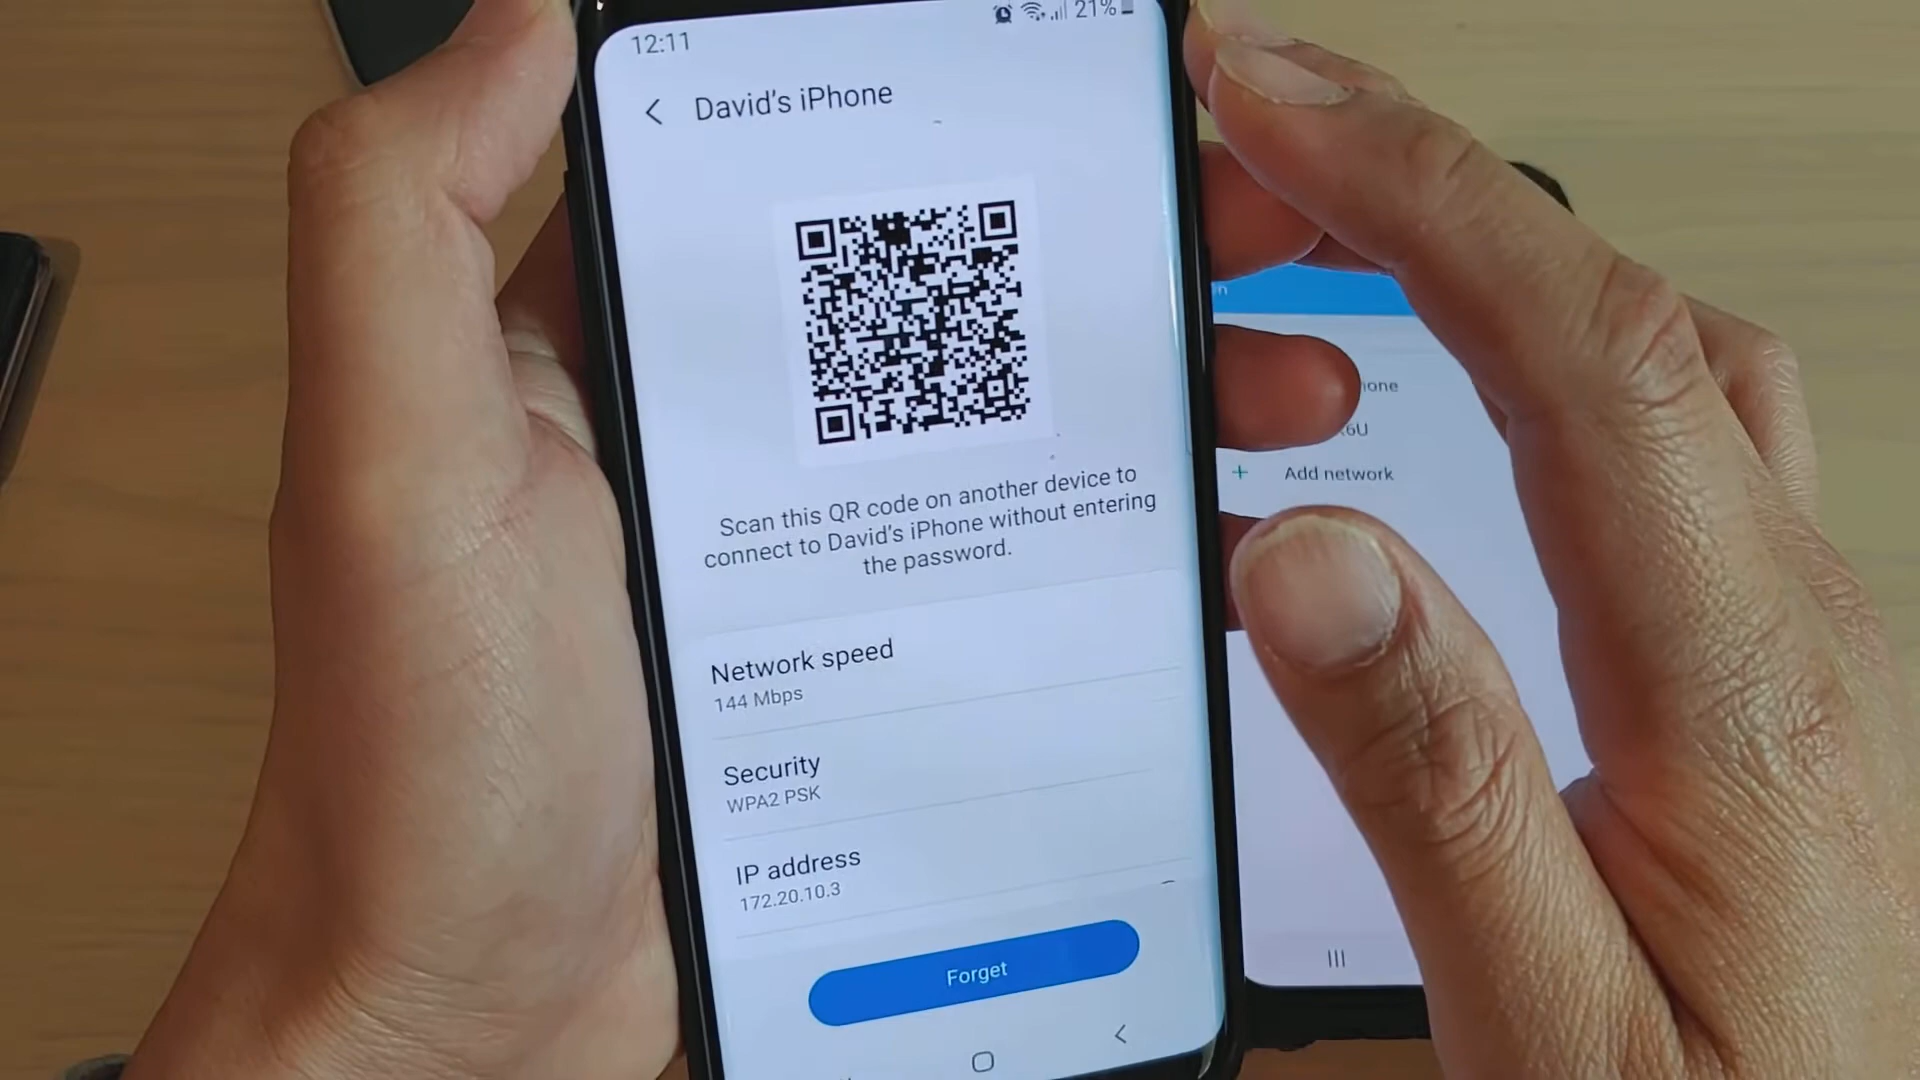 12:11
21%
David's iPhone
Scan this QR code on another device to
connect to David's iPhone without entering
the password.
Network speed
144 Mbps
Security
WPA2 PSK
IP address
172.20.10.3
Forget
6U
Add network